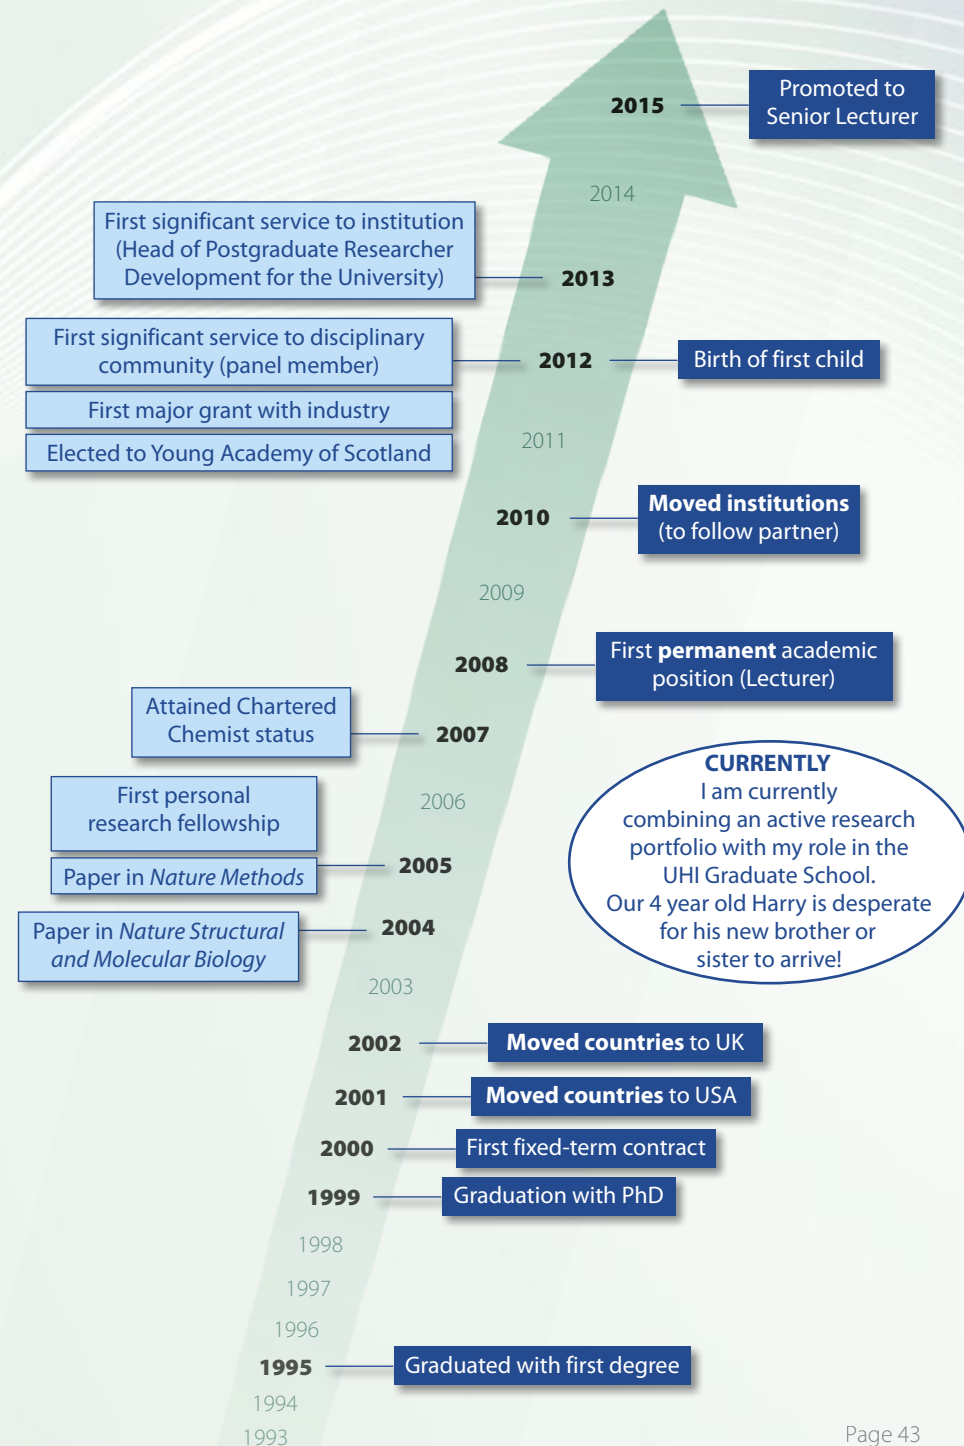 2015
Promoted to
Senior Lecturer
2014
First significant service to institution
(Head of Postgraduate Researcher
Development for the University)
2013
First significant service to disciplinary
community (panel member)
First major grant with industry
Elected to Young Academy of Scotland
2012
Birth of first child
2011
2010
Moved institutions
(to follow partner)
2009
2008
First permanent academic
position (Lecturer)
Attained Chartered
Chemist status
2007
CURRENTLY
I am currently
combining an active research
portfolio with my role in the
UHI Graduate School.
Our 4 year old Harry is desperate
for his new brother or
sister to arrive!
2006
First personal
research fellowship
Paper in Nature Methods
2005
Paper in Nature Structural
and Molecular Biology
2004
2003
2002
Moved countries to UK
2001
Moved countries to USA
2000
First fixed-term contract
1999
Graduation with PhD
1998
1997
1996
1995
Graduated with first degree
1994
1993
Page 43